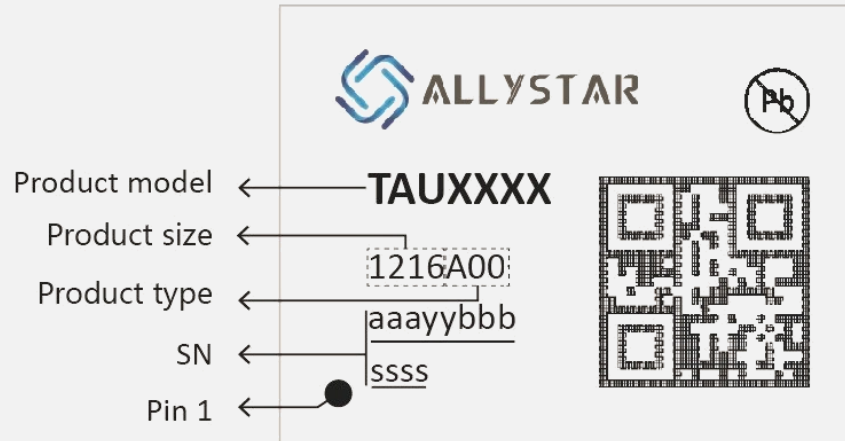 ALLYSTAR
Pb
Product model
TAUXXXX
Product size
1216A00
Product type
aaayybbb
SN
ssss
Pin 1